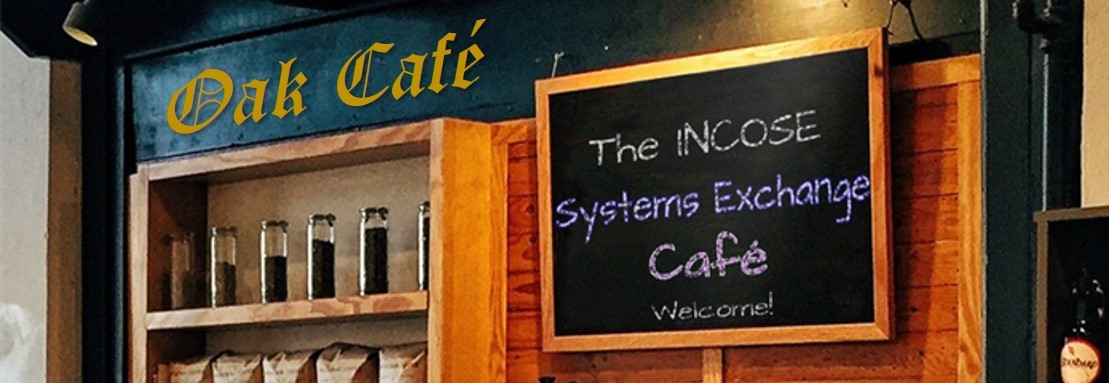 Oak Café
The INCOSE
Systems Exchange
Café
Welcome!